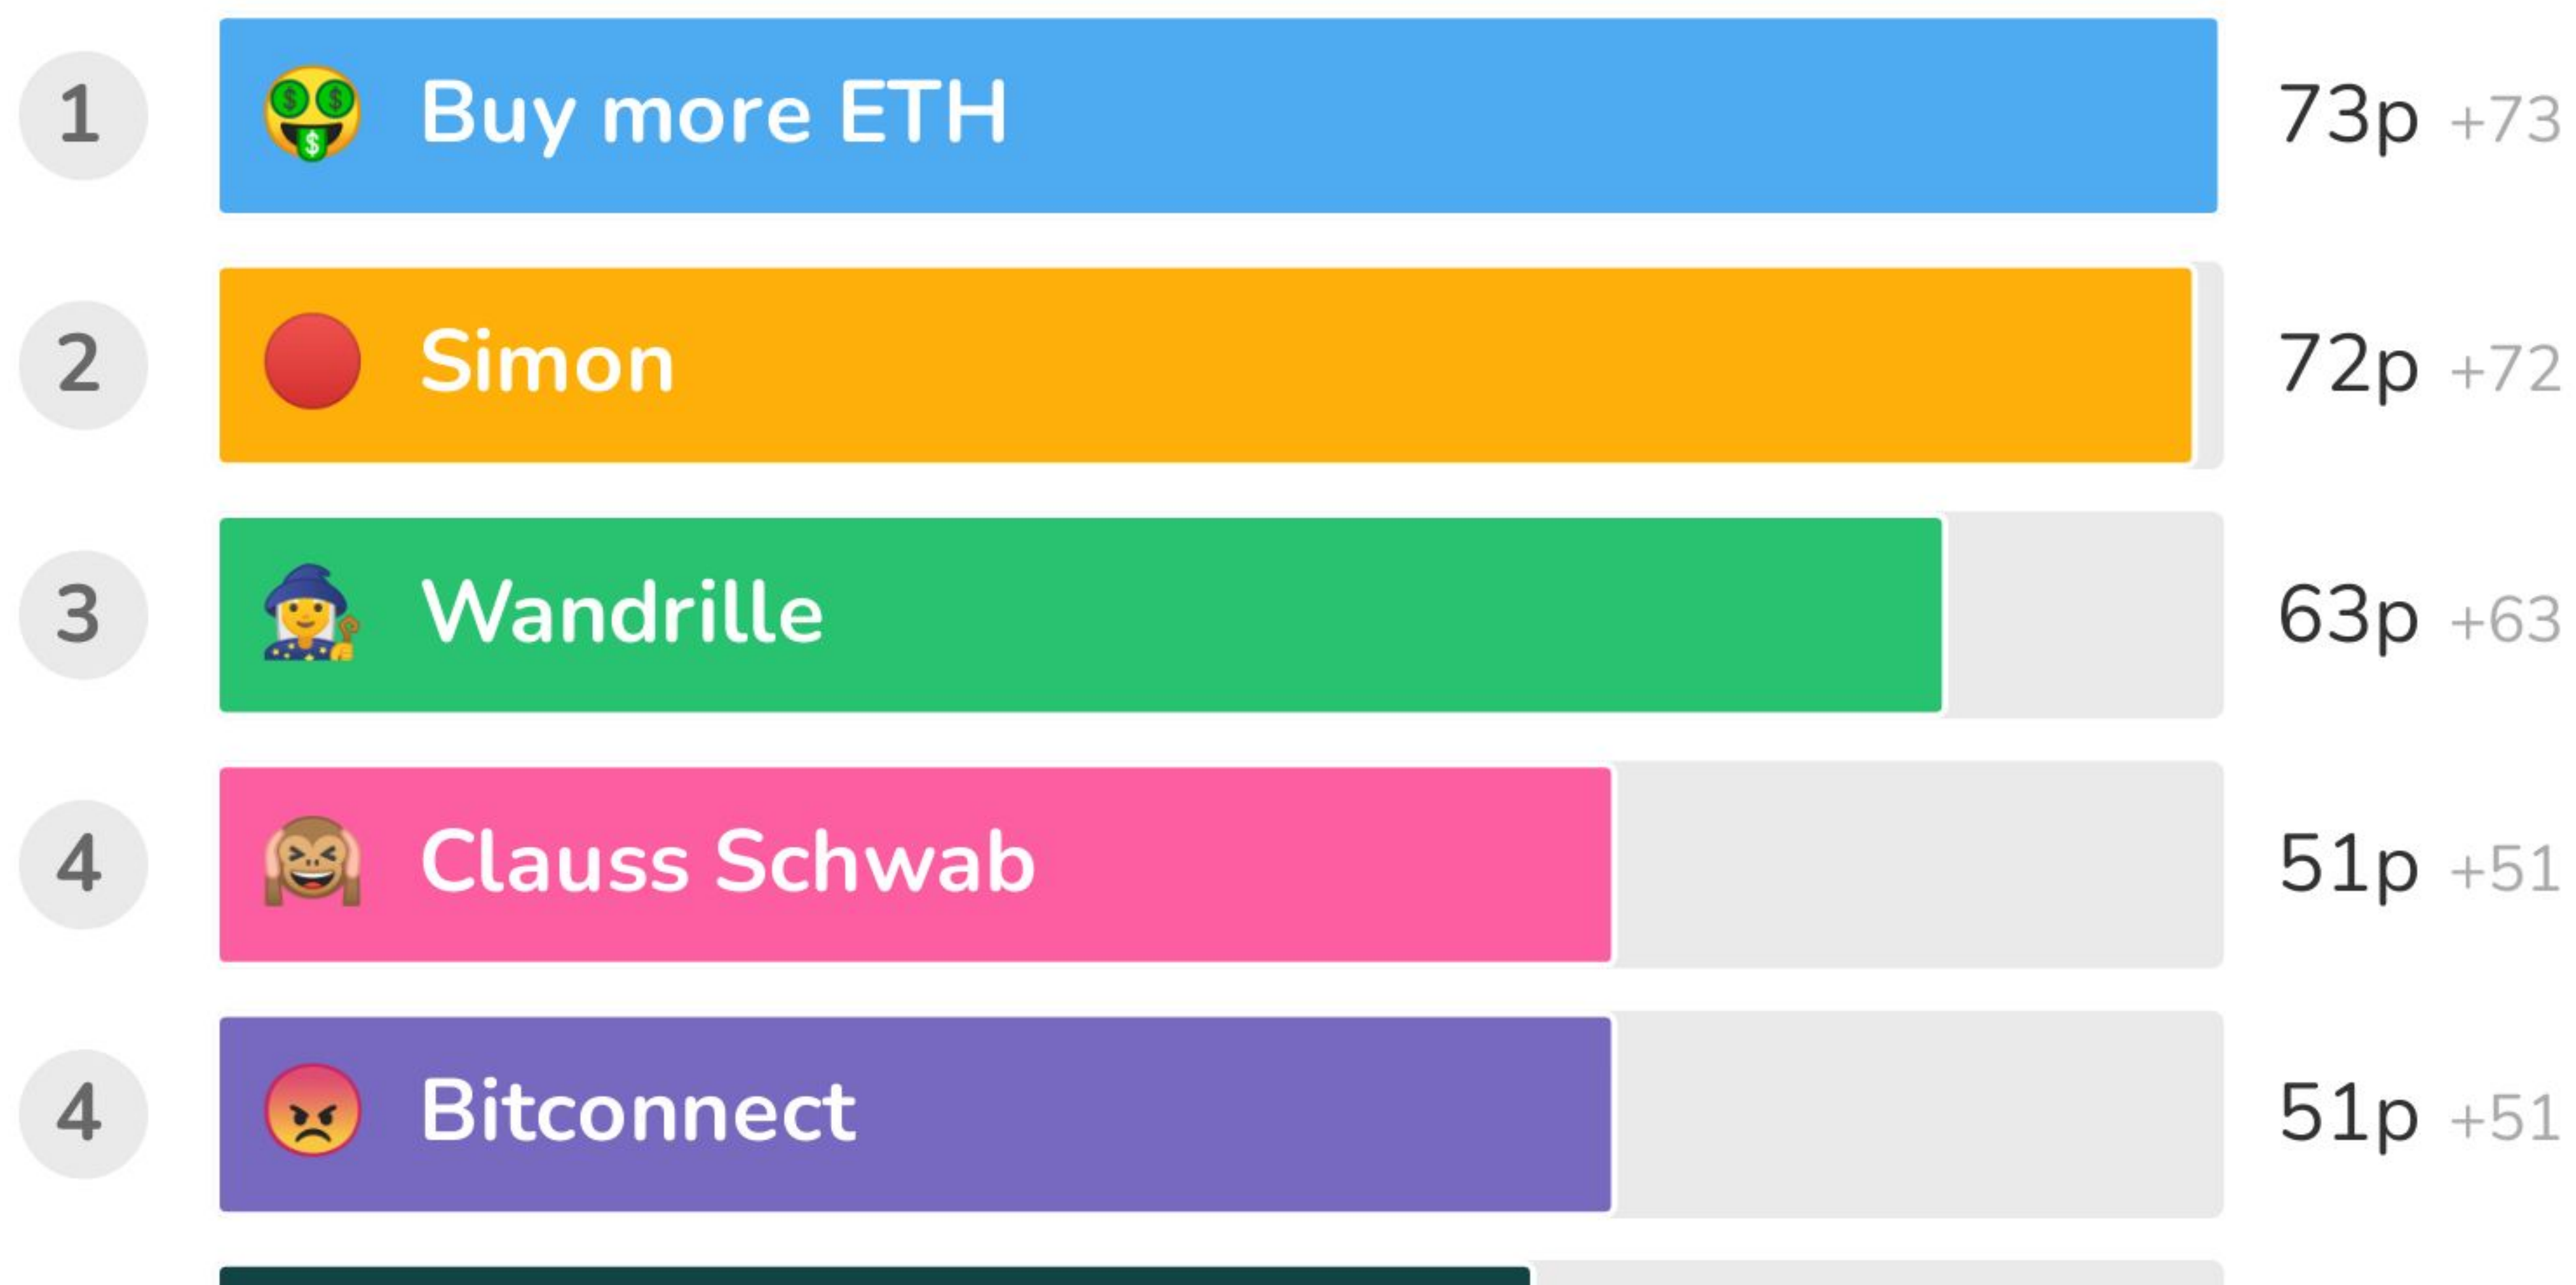 1 Buy more ETH 73p +73
2 Simon 72p +72
3 Wandrille 63p +63
4 Clauss Schwab 51p +51
4 Bitconnect 51p +51